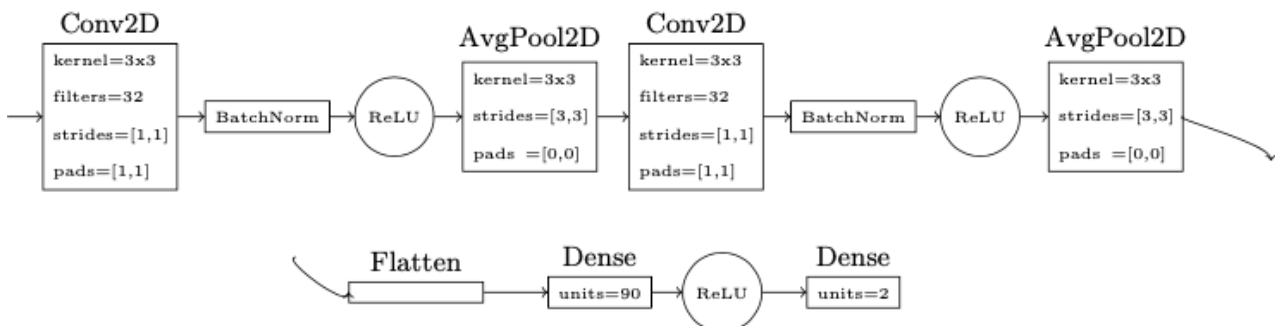 Conv2D
kernel=3x3
filters=32
strides=[1,1]
pads=[1,1]
BatchNorm
ReLU
AvgPool2D
kernel=3x3
strides=[3,3]
pads =[0,0]
Conv2D
kernel=3x3
filters=32
strides=[1,1]
pads=[1,1]
BatchNorm
ReLU
AvgPool2D
kernel=3x3
strides=[3,3]
pads =[0,0]
Flatten
Dense
units=90
ReLU
Dense
units=2